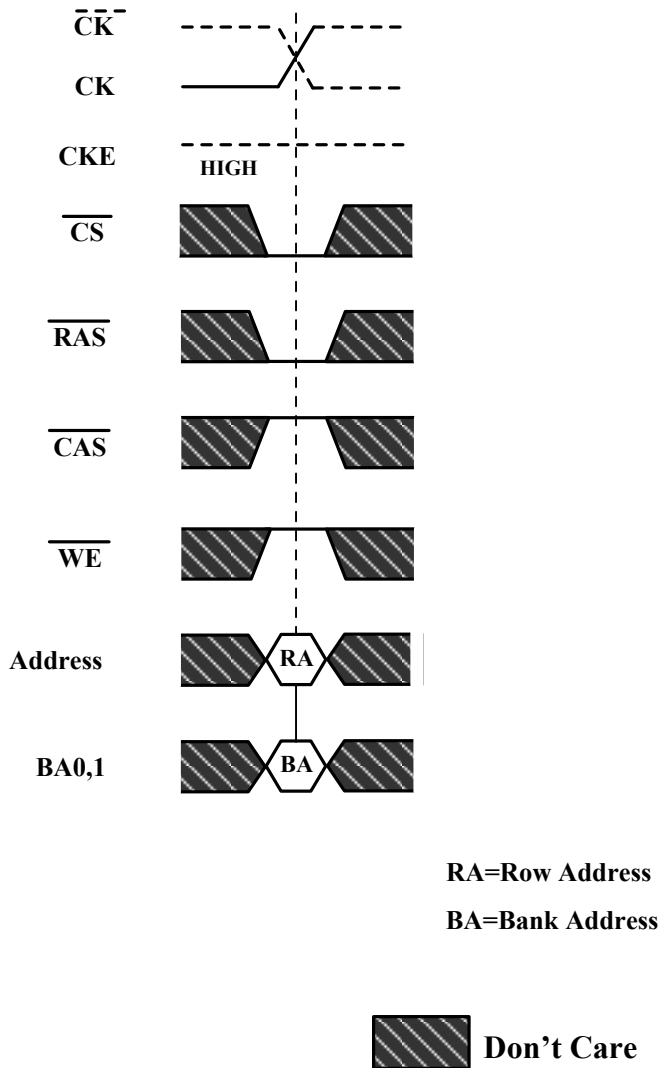 CK
CK
CKE
HIGH
CS
RAS
CAS
WE
Address
RA
BA0,1
BA
RA=Row Address
BA=Bank Address
Don’t Care